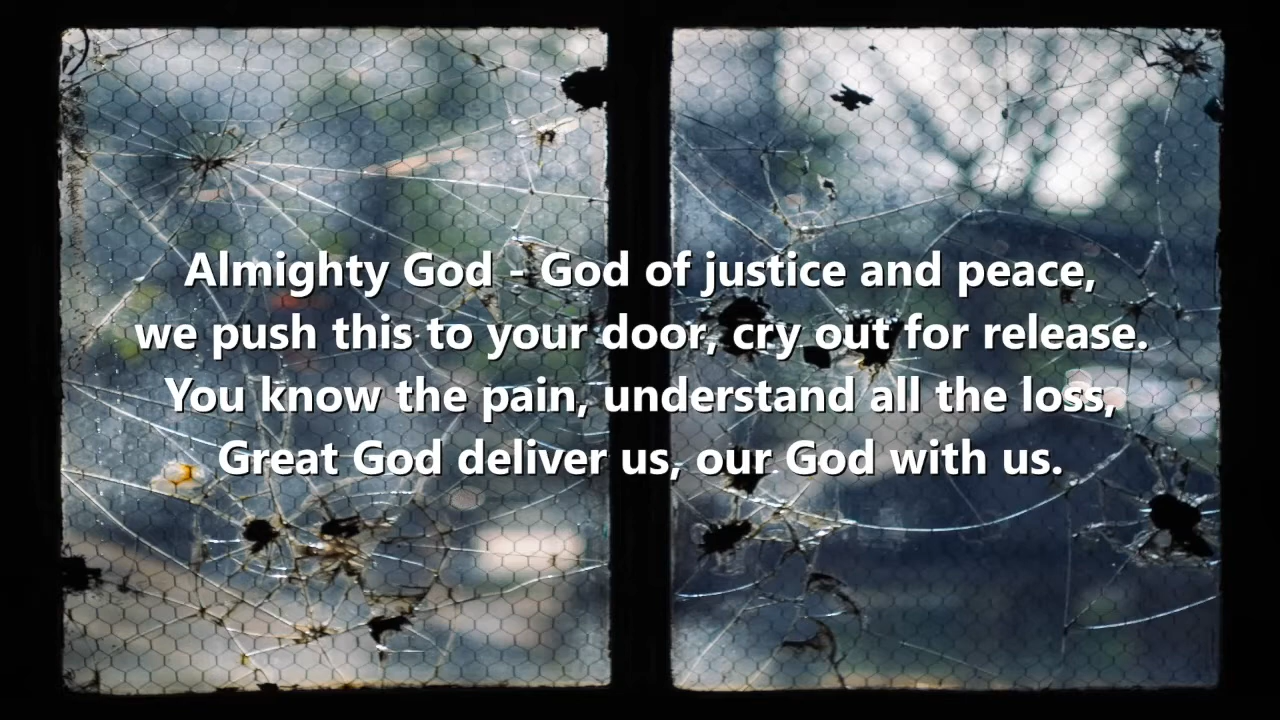 Almighty God - God of justice and peace,
we push this to your door, cry out for release.
You know the pain, understand all the loss,
Great God deliver us, our God with us.